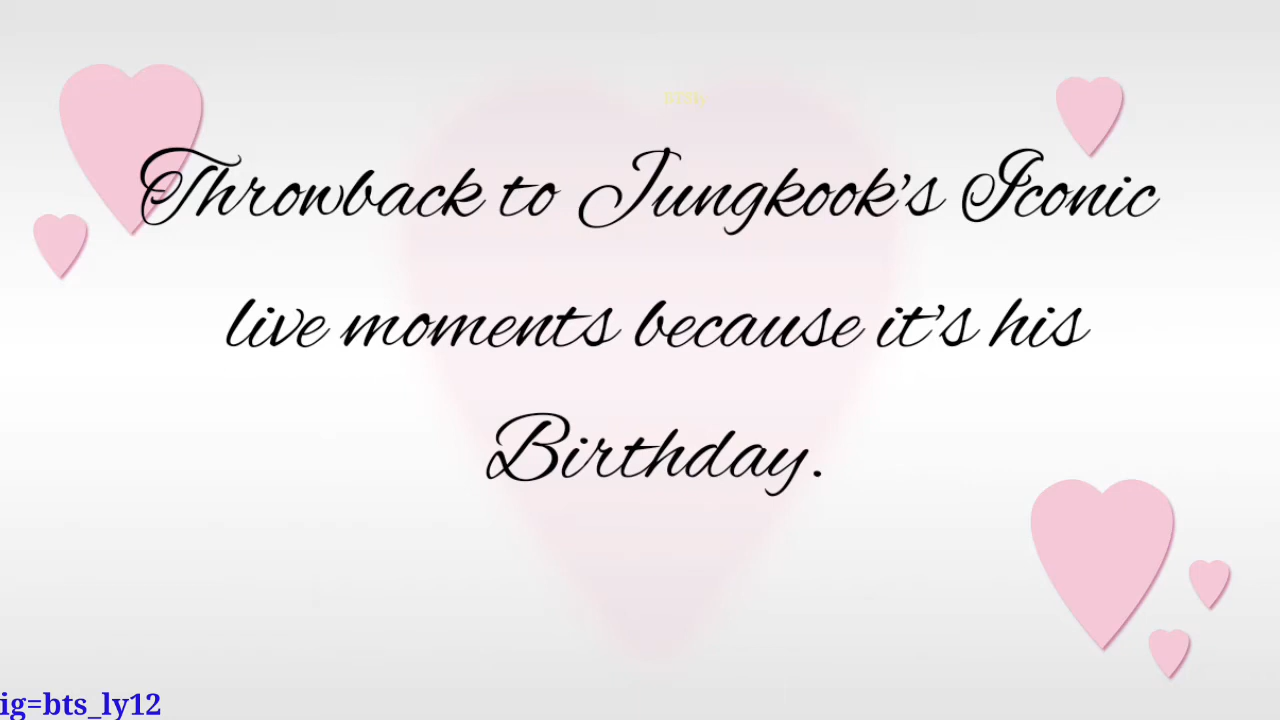 Throwback to Jungkook's Iconic
live moments because it's his
Birthday.
ig=bts_ly12